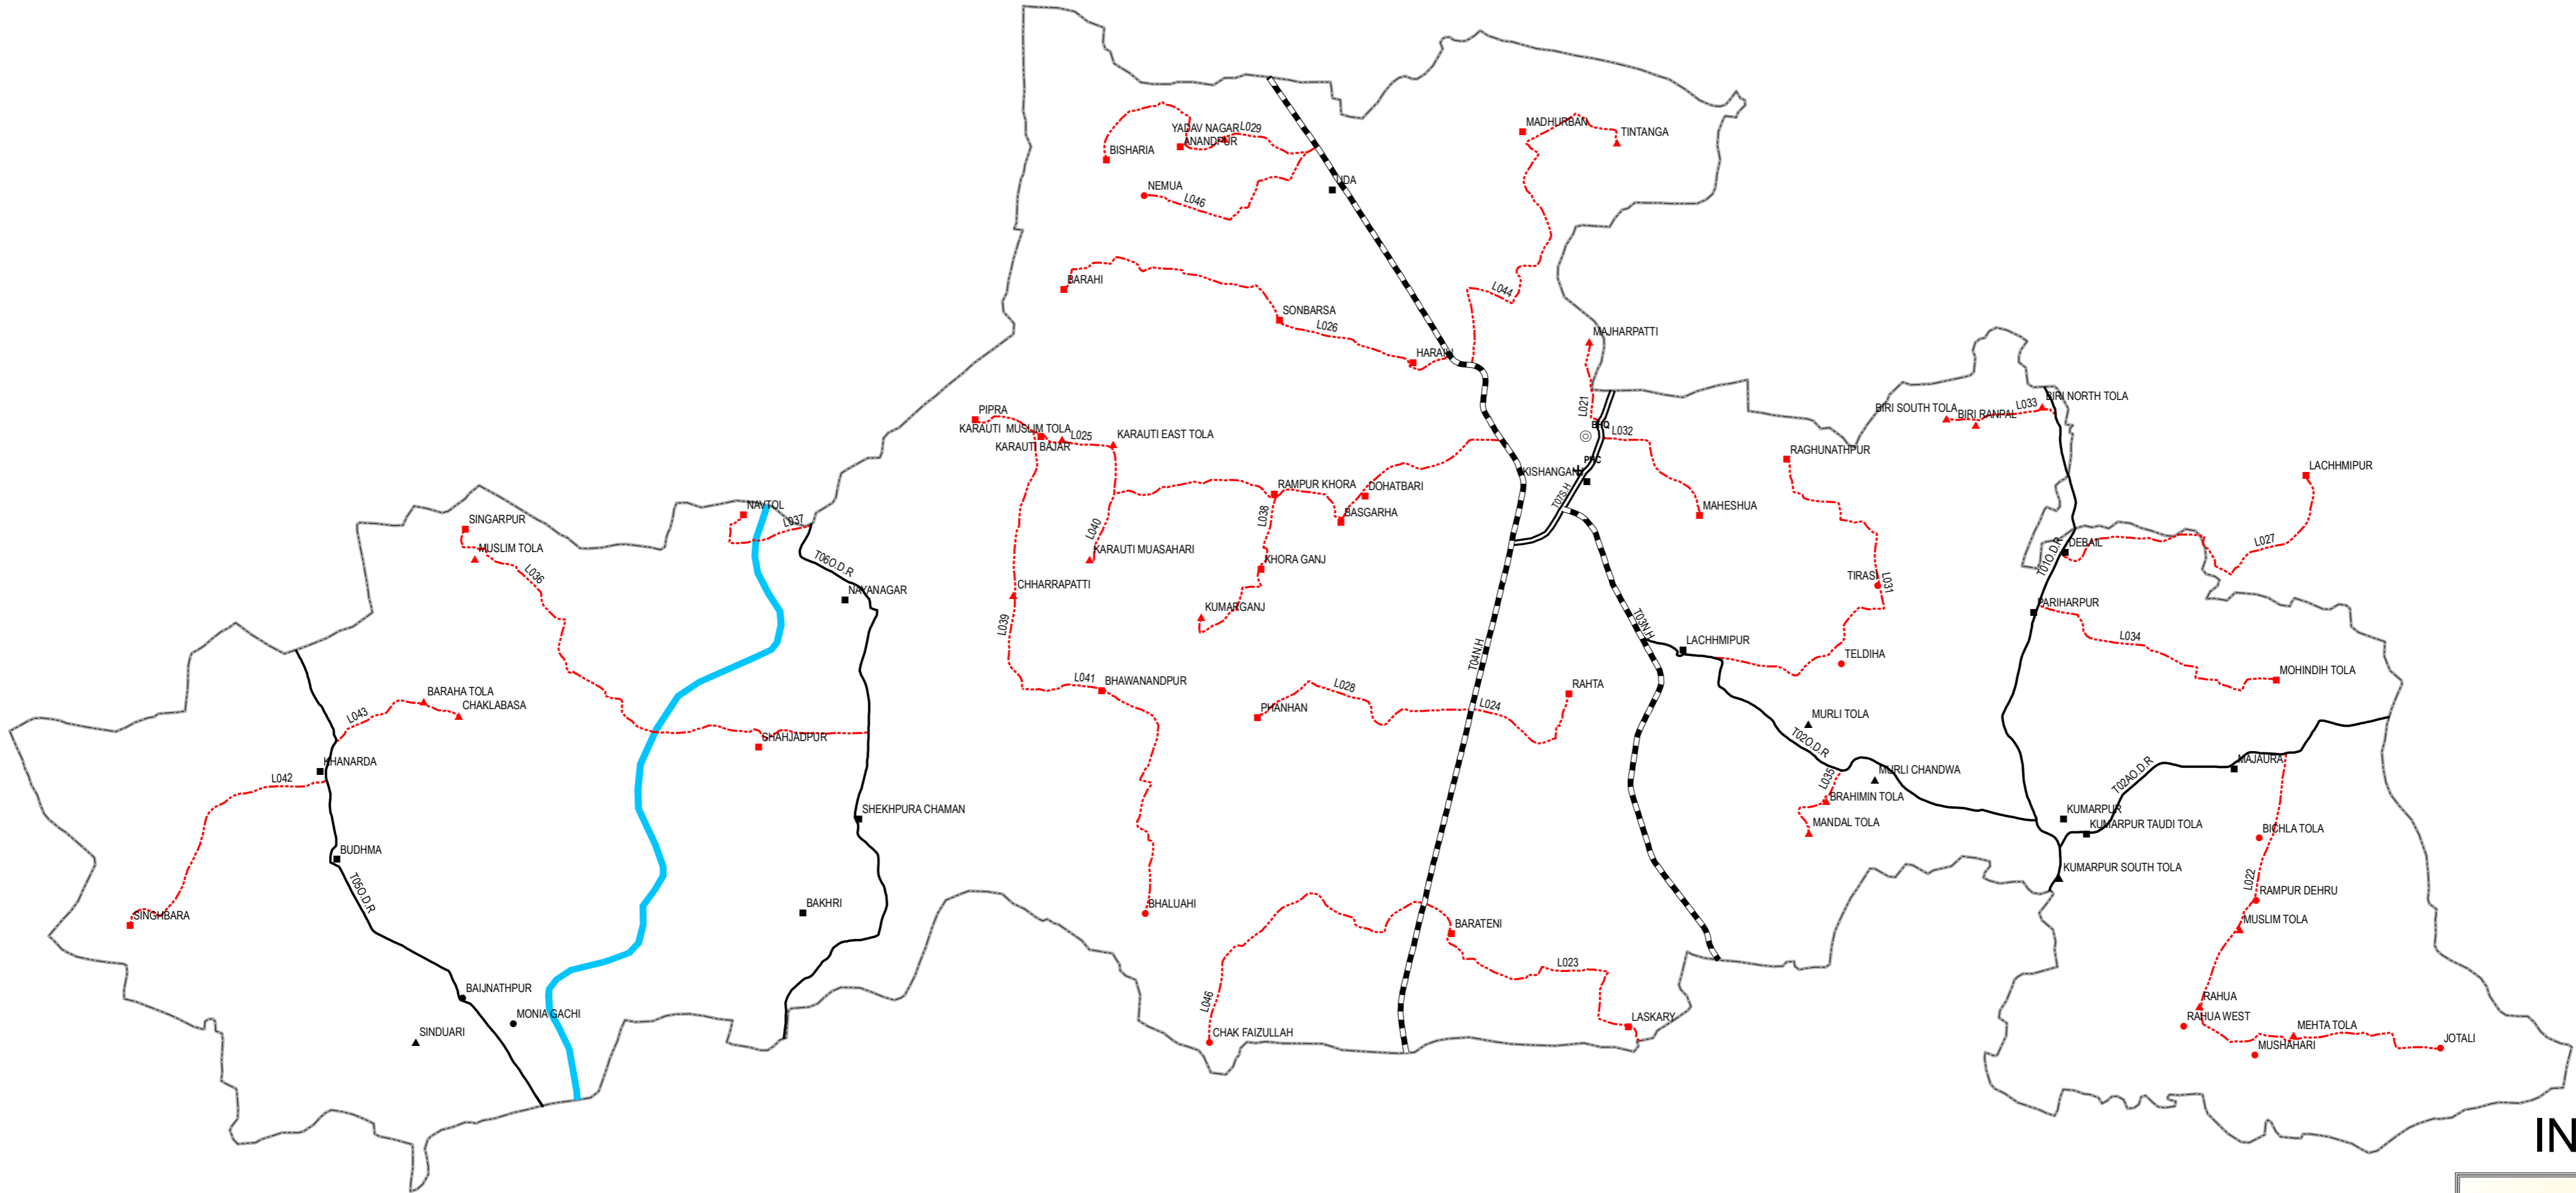 YADAV NAGAR
L029
ANANDPUR
BISHARIA
MADHURBAN
TINTANGA
NEMUA
L046
UDA
BARAHI
L044
SONBARSA
L026
MAJHARPATTI
HARAIN
PIPRA
L021
KARAUTI MUSLIM TOLA
L025
KARAUTI EAST TOLA
KARAUTI BAJAR
BHQ
L032
BIRI SOUTH TOLA
BIRI RANPAL
L033
BIRI NORTH TOLA
RAGHUNATHPUR
PHC
KISHANGANJ
LACHHMIPUR
RAMPUR KHORA
DOHATBARI
T07S.H
MAHESHUA
BASGARHA
L038
NAVTOL
L037
SINGARPUR
L040
KARAUTI MUASAHARI
MUSLIM TOLA
L036
T06O.D.R
NAYANAGAR
KHORA GANJ
CHHARRAPATTI
L039
KUMARGANJ
TIRASI
L031
DEBAIL
T01O.D.R
L027
PARIHARPUR
L034
T03N.H
LACHHMIPUR
TELDIHA
MOHINDIH TOLA
T04N.H
L041
BHAWANANDPUR
L028
PHANHAN
L024
RAHTA
BARAHA TOLA
CHAKLABASA
L043
MURLI TOLA
T02O.D.R
SHAHJADPUR
KHANARDA
L042
L035
MURLI CHANDWA
BRAHIMIN TOLA
MANDAL TOLA
T02AO.D.R
MAJAURA
KUMARPUR
KUMARPUR TAUDI TOLA
SHEKHPURA CHAMAN
BICHLA TOLA
BUDHMA
KUMARPUR SOUTH TOLA
T05O.D.R
L022
RAMPUR DEHRU
SINGHBARA
BAKHRI
BHALUAHI
BARATENI
MUSLIM TOLA
L023
BAIJNATHPUR
MONIA GACHI
L046
RAHUA
RAHUA WEST
SINDUARI
CHAK FAIZULLAH
LASKARY
MEHTA TOLA
MUSHAHARI
JOTALI
IN